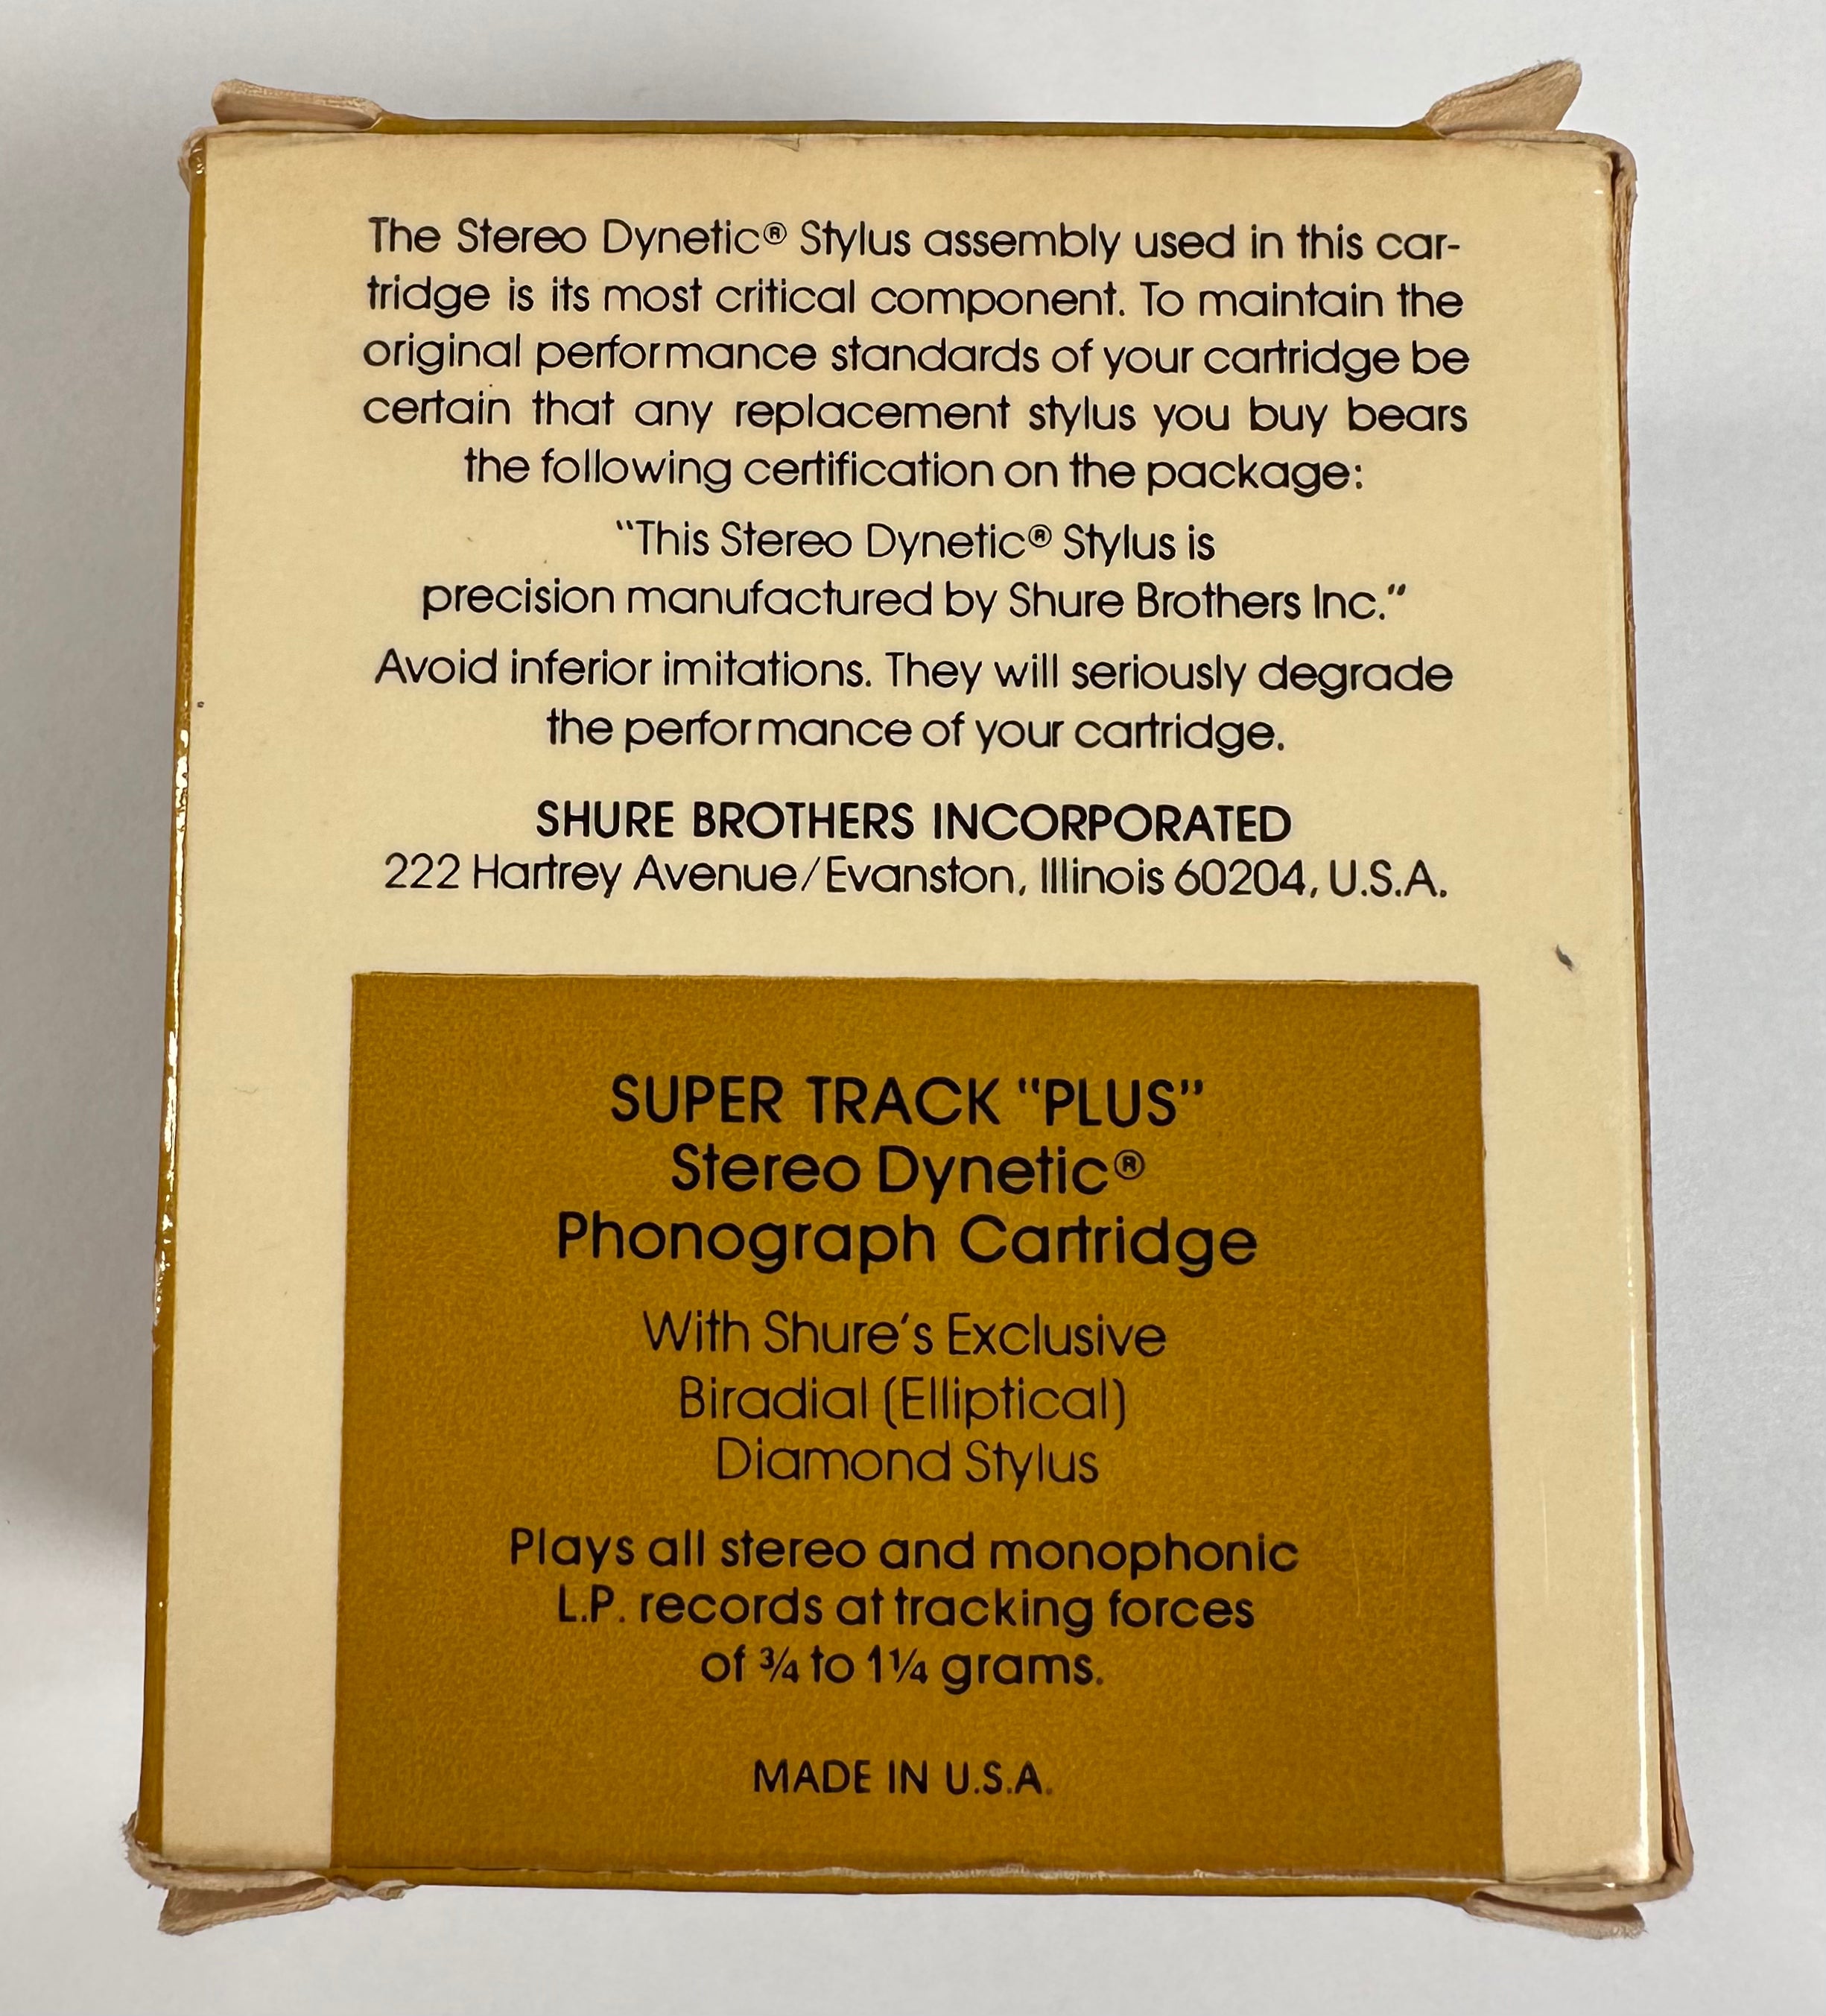 The Stereo Dynetic® Stylus assembly used in this car-
tridge is its most critical component. To maintain the
original performance standards of your cartridge be
certain that any replacement stylus you buy bears
the following certification on the package:
“This Stereo Dynetic® Stylus is
precision manufactured by Shure Brothers Inc.”
Avoid inferior imitations. They will seriously degrade
the performance of your cartridge.
SHURE BROTHERS INCORPORATED
222 Hartrey Avenue/Evanston, Illinois 60204, U.S.A.
SUPER TRACK “PLUS”
Stereo Dynetic®
Phonograph Cartridge
With Shure’s Exclusive
Biradial (Elliptical)
Diamond Stylus
Plays all stereo and monophonic
L.P. records at tracking forces
of ¾ to 1¼ grams.
MADE IN U.S.A.